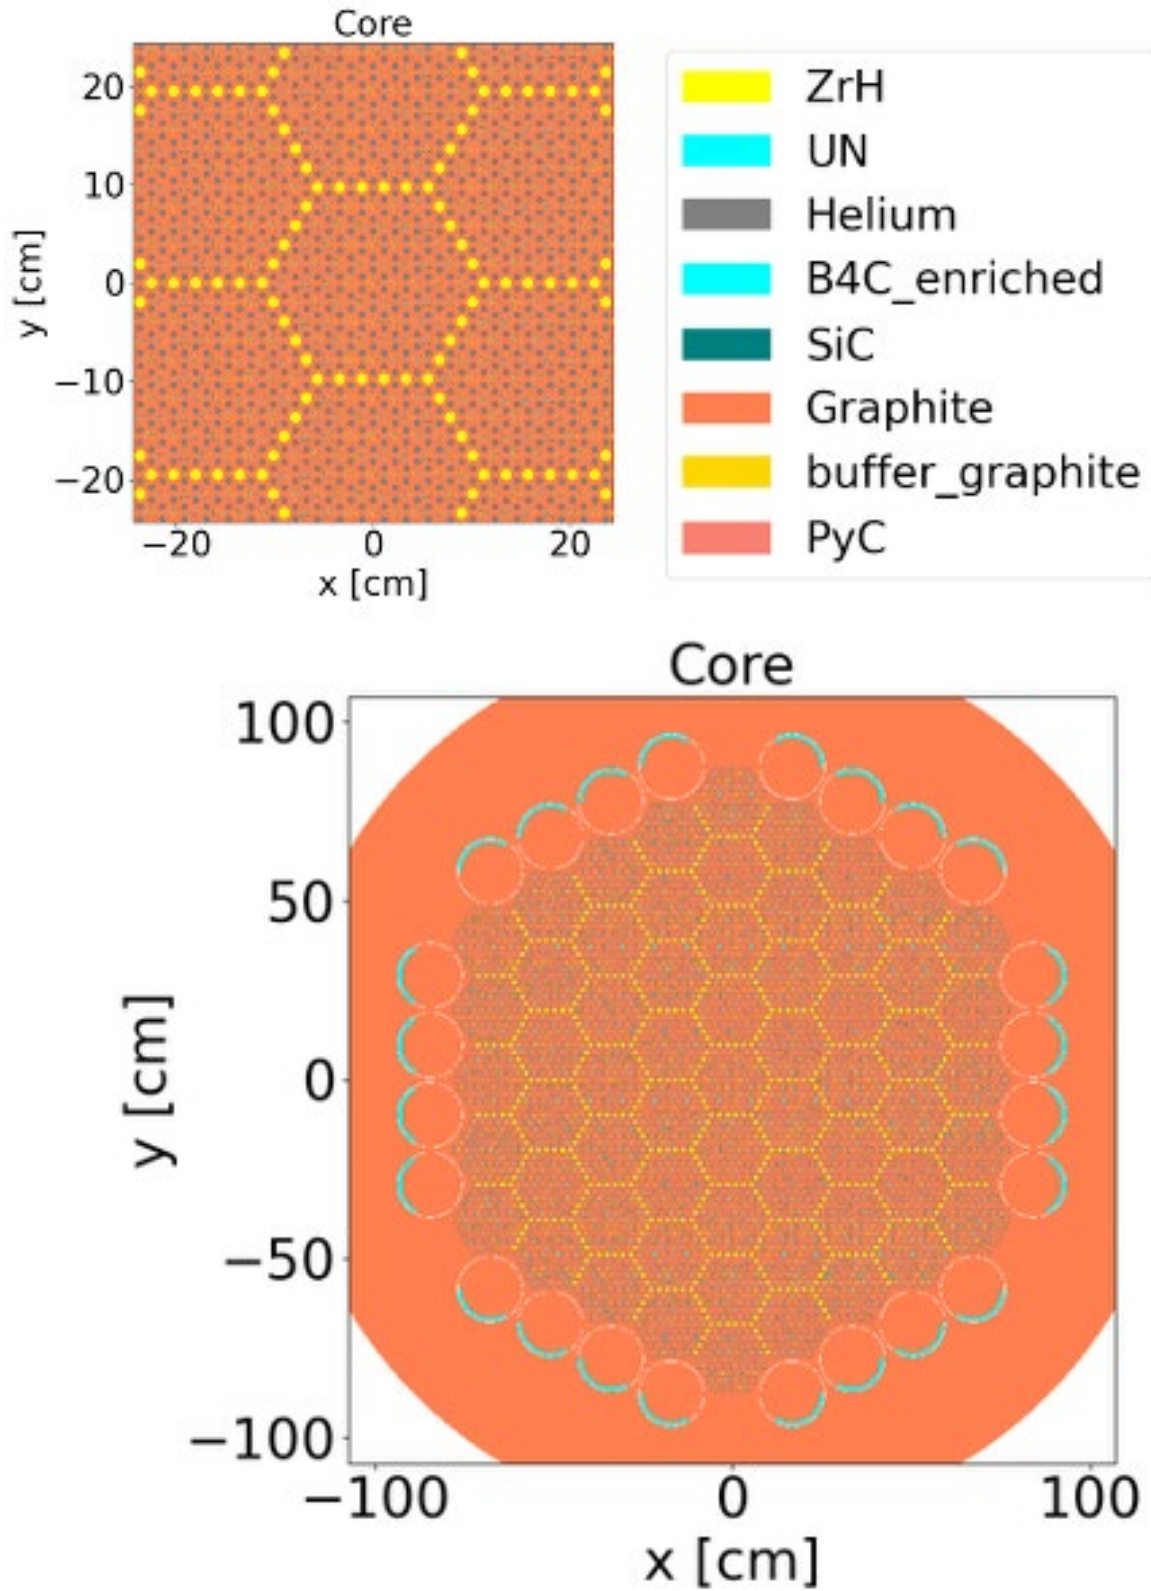 Core
20
10
0
−10
−20
y [cm]
−20 0 20
x [cm]
ZrH
UN
Helium
B4C_enriched
SiC
Graphite
buffer_graphite
PyC
Core
100
50
0
−50
−100
y [cm]
−100 0 100
x [cm]